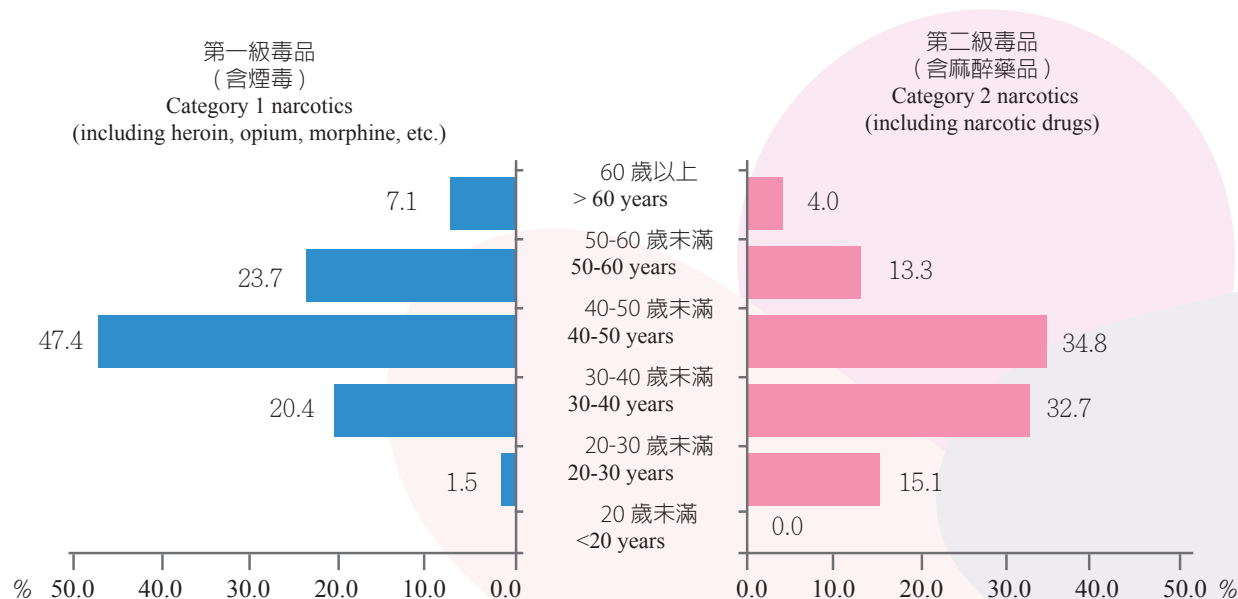 第一級毒品
（含煙毒）
Category 1 narcotics
(including heroin, opium, morphine, etc.)
第二級毒品
（含麻醉藥品）
Category 2 narcotics
(including narcotic drugs)
7.1
60 歲以上
> 60 years
4.0
23.7
50-60 歲未滿
50-60 years
13.3
47.4
40-50 歲未滿
40-50 years
34.8
20.4
30-40 歲未滿
30-40 years
32.7
1.5
20-30 歲未滿
20-30 years
15.1
20 歲未滿
<20 years
0.0
% 50.0 40.0 30.0 20.0 10.0 0.0
0.0 10.0 20.0 30.0 40.0 50.0 %